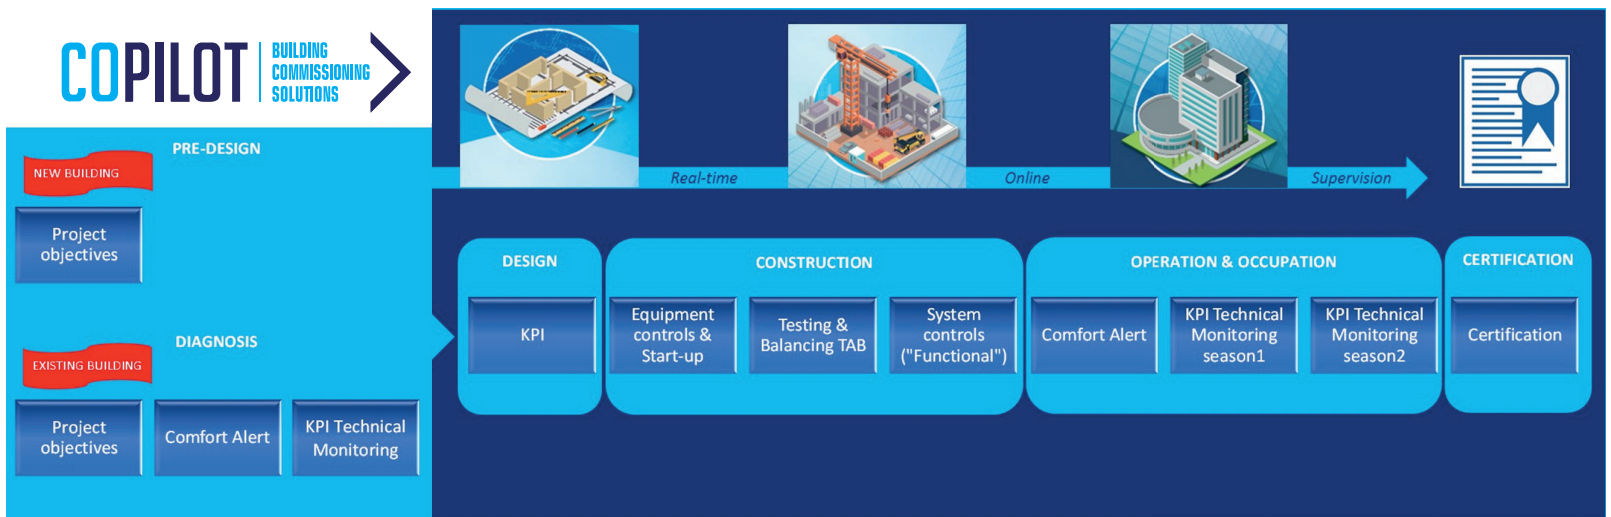 COPILOT
BUILDING
COMMISSIONING
SOLUTIONS
PRE-DESIGN
NEW BUILDING
Project
objectives
DIAGNOSIS
EXISTING BUILDING
Project
objectives
Comfort Alert
KPI Technical
Monitoring
Real-time
Online
Supervision
DESIGN
KPI
CONSTRUCTION
Equipment
controls &
Start-up
Testing &
Balancing TAB
System
controls
("Functional")
OPERATION & OCCUPATION
Comfort Alert
KPI Technical
Monitoring
season1
KPI Technical
Monitoring
season2
CERTIFICATION
Certification